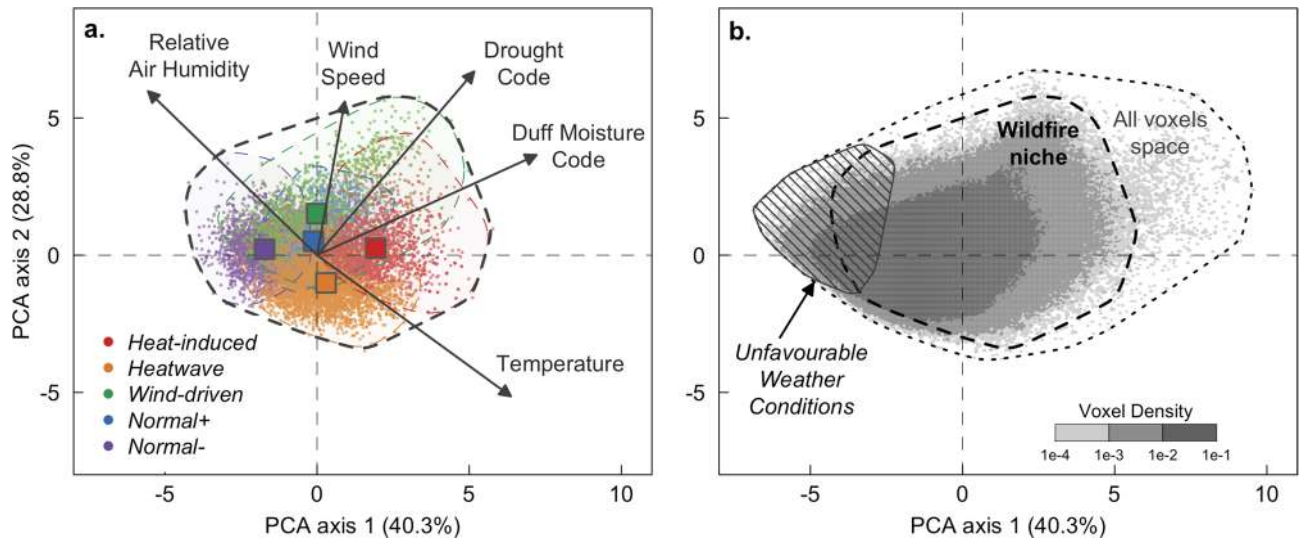 a.
Relative
Air Humidity
Wind
Speed
Drought
Code
Duff Moisture
Code
Temperature
Heat-induced
Heatwave
Wind-driven
Normal+
Normal-
PCA axis 2 (28.8%)
5
0
-5
-5
0
5
10
PCA axis 1 (40.3%)
b.
Wildfire
niche
All voxels
space
Unfavourable
Weather
Conditions
Voxel Density
1e-4
1e-3
1e-2
1e-1
5
0
-5
-5
0
5
10
PCA axis 1 (40.3%)